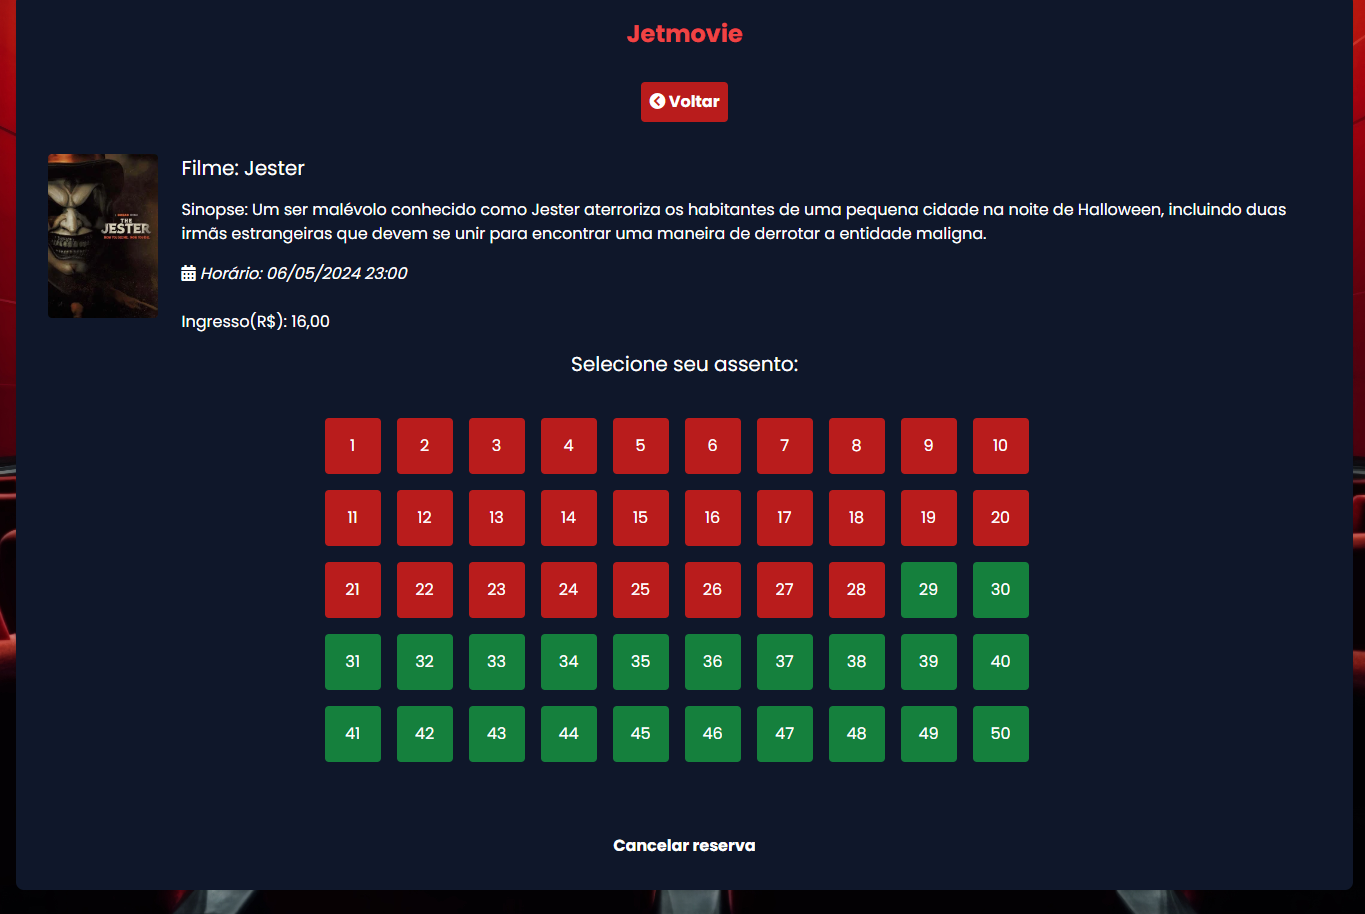 Jetmovie
Voltar
THE
JESTER
Filme: Jester
Sinopse: Um ser malévolo conhecido como Jester aterroriza os habitantes de uma pequena cidade na noite de Halloween, incluindo duas
irmãs estrangeiras que devem se unir para encontrar uma maneira de derrotar a entidade maligna.
Horário: 06/05/2024 23:00
Ingresso(R$): 16,00
Selecione seu assento:
1 2 3 4 5 6 7 8 9 10
11 12 13 14 15 16 17 18 19 20
21 22 23 24 25 26 27 28 29 30
31 32 33 34 35 36 37 38 39 40
41 42 43 44 45 46 47 48 49 50
Cancelar reserva